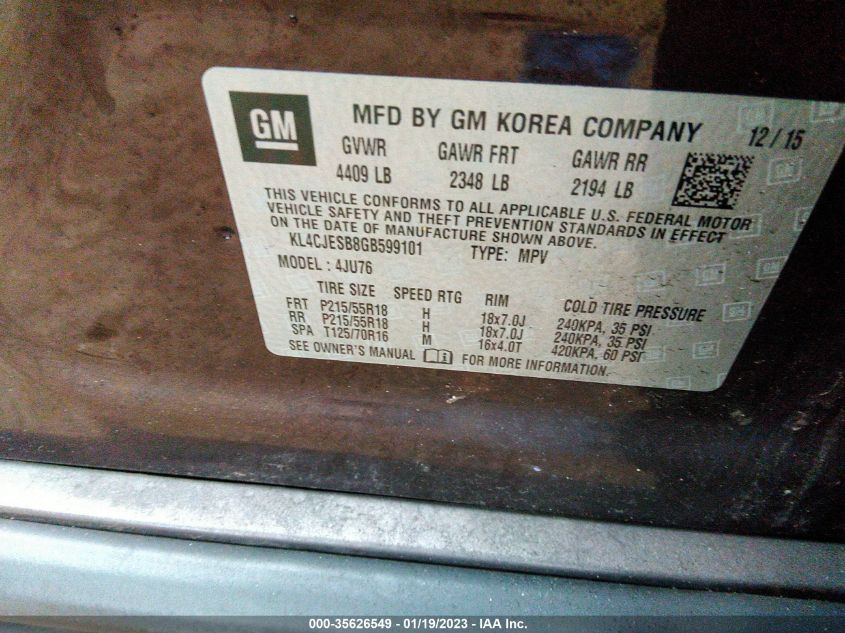 GM
MFD BY GM KOREA COMPANY 12/15
GVWR GAWR FRT GAWR RR
4409 LB 2348 LB 2194 LB
THIS VEHICLE CONFORMS TO ALL APPLICABLE U.S. FEDERAL MOTOR
VEHICLE SAFETY AND THEFT PREVENTION STANDARDS IN EFFECT
ON THE DATE OF MANUFACTURE SHOWN ABOVE.
KL4CJESB8GB599101 TYPE: MPV
MODEL: 4JU76
TIRE SIZE SPEED RTG RIM COLD TIRE PRESSURE
FRT P215/55R18 H 18x7.0J 240KPA, 35 PSI
RR P215/55R18 H 18x7.0J 240KPA, 35 PSI
SPA T125/70R16 M 16x4.0T 420KPA, 60 PSI
SEE OWNER'S MANUAL FOR MORE INFORMATION.
000-35626549 - 01/19/2023 - IAA Inc.